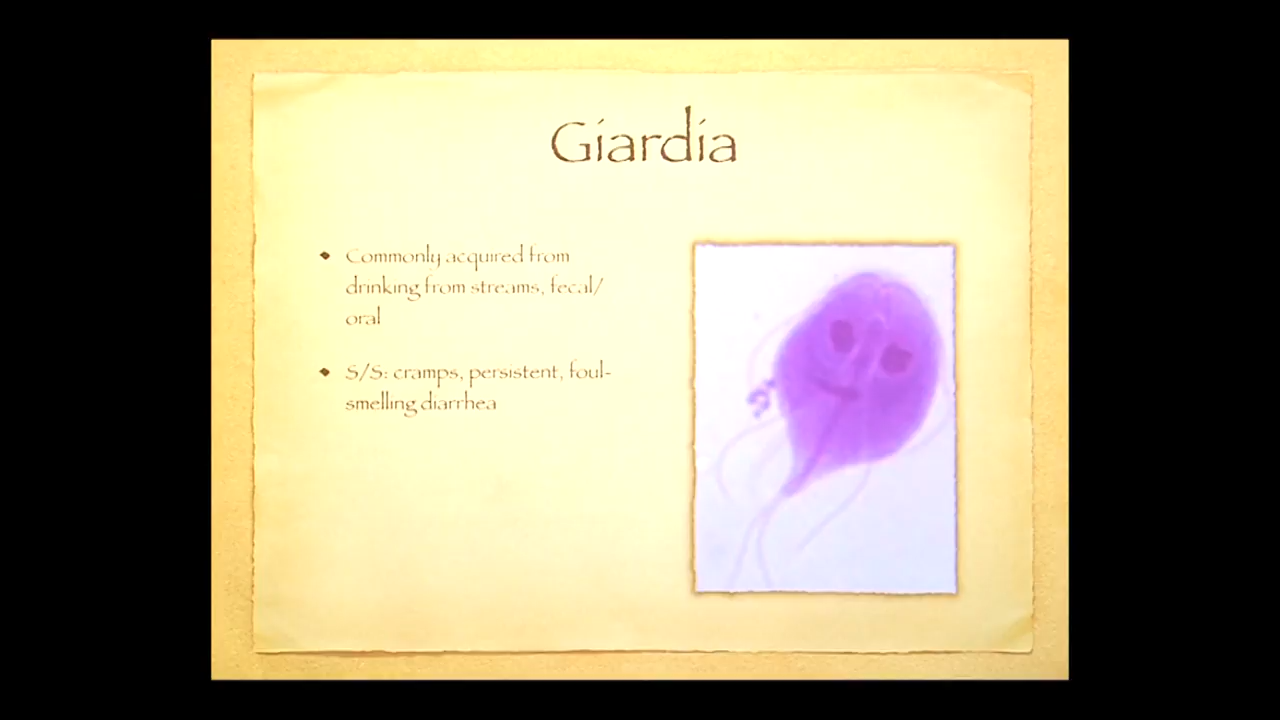 Giardia
Commonly acquired from
drinking from streams, fecal/
oral
S/S: cramps, persistent, foul-
smelling diarrhea